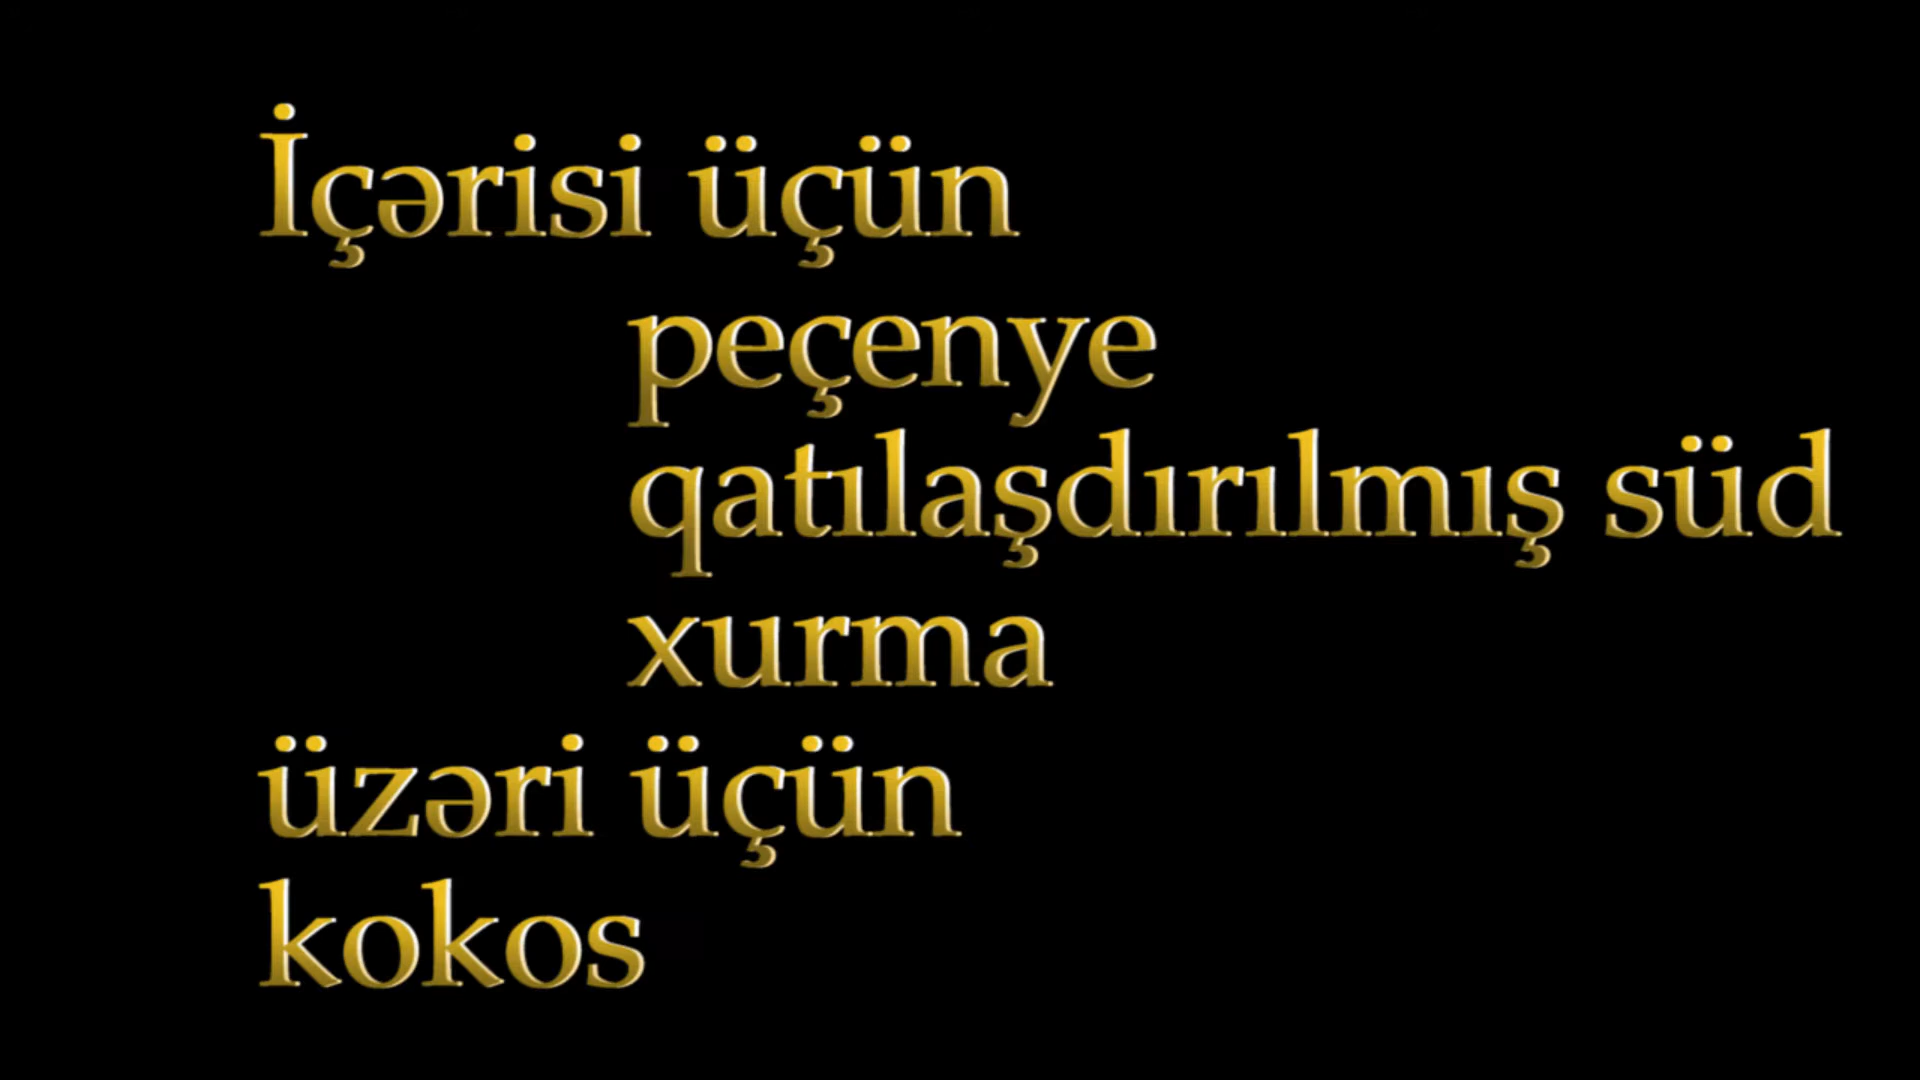 İçərisi üçün
peçenye
qatılaşdırılmış süd
xurma
üzəri üçün
kokos